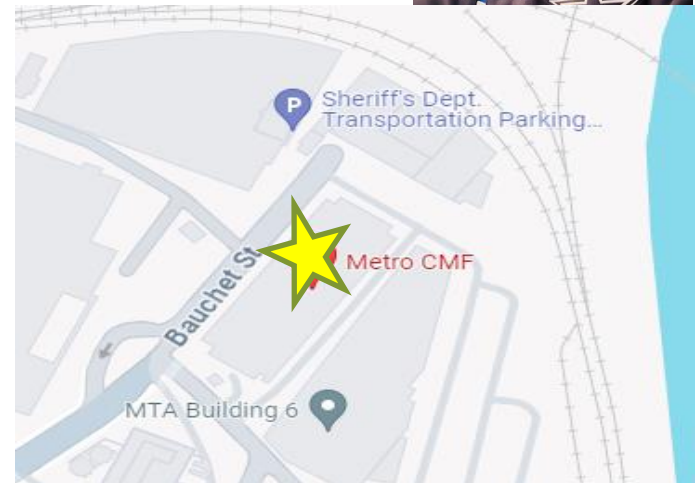 P
Sheriff's Dept.
Transportation Parking...
Bauchet St
Metro CMF
MTA Building 6